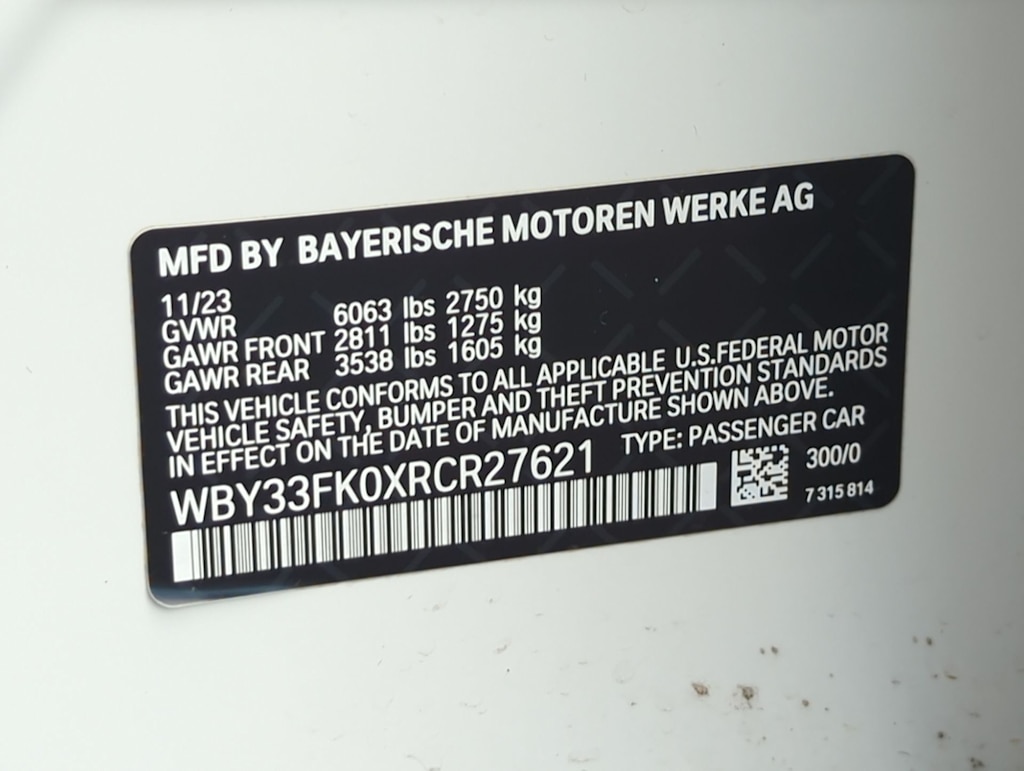 MFD BY BAYERISCHE MOTOREN WERKE AG
11/23
GVWR 6063 lbs 2750 kg
GAWR FRONT 2811 lbs 1275 kg
GAWR REAR 3538 lbs 1605 kg
THIS VEHICLE CONFORMS TO ALL APPLICABLE U.S.FEDERAL MOTOR
VEHICLE SAFETY, BUMPER AND THEFT PREVENTION STANDARDS
IN EFFECT ON THE DATE OF MANUFACTURE SHOWN ABOVE.
WBY33FK0XRCR27621 TYPE: PASSENGER CAR
300/0
7 315 814